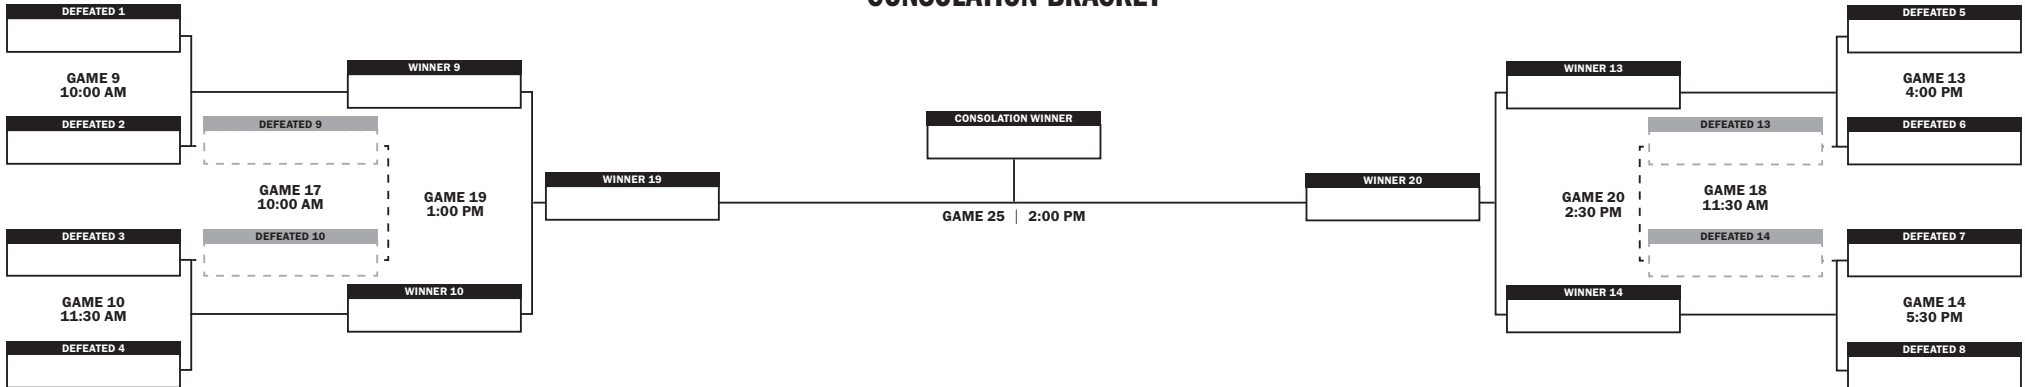 CONSOLATION BRACKET
DEFEATED 1
GAME 9
10:00 AM
DEFEATED 2
DEFEATED 3
GAME 10
11:30 AM
DEFEATED 4
DEFEATED 9
GAME 17
10:00 AM
DEFEATED 10
WINNER 9
GAME 19
1:00 PM
WINNER 10
WINNER 19
CONSOLATION WINNER
GAME 25 | 2:00 PM
WINNER 20
WINNER 13
GAME 20
2:30 PM
WINNER 14
DEFEATED 13
GAME 18
11:30 AM
DEFEATED 14
DEFEATED 5
GAME 13
4:00 PM
DEFEATED 6
DEFEATED 7
GAME 14
5:30 PM
DEFEATED 8